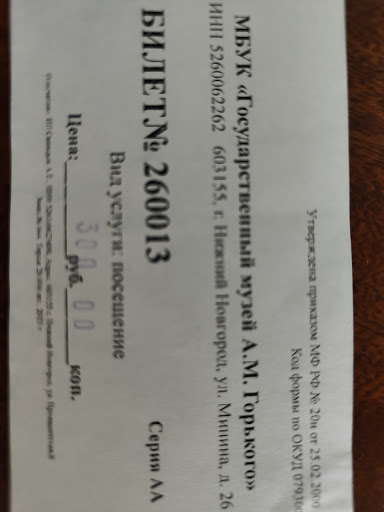 Утверждена приказом МФ РФ № 20н от 25.02.2000
Код формы по ОКУД 079300
МБУК «Государственный музей А.М. Горького»
ИНН 5260062262 603155, г. Нижний Новгород, ул. Минина, д. 26
БИЛЕТ№ 260013 Серия АА
Вид услуги: посещение
Цена: 300 руб. 00 коп.